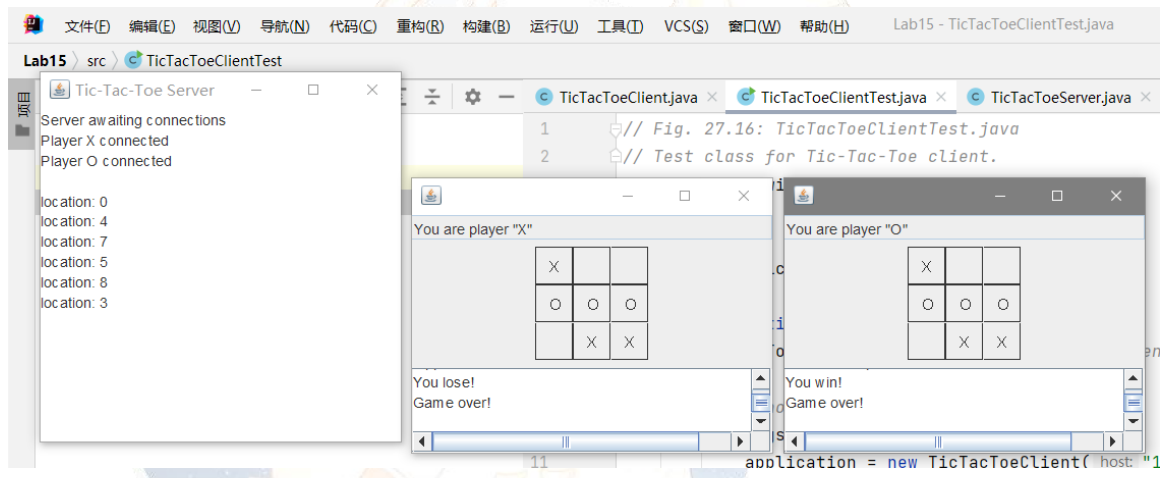 文件(F) 编辑(E) 视图(V) 导航(N) 代码(C) 重构(R) 构建(B) 运行(U) 工具(T) VCS(S) 窗口(W) 帮助(H) Lab15 - TicTacToeClientTest.java
Lab15 src TicTacToeClientTest
项目
Tic-Tac-Toe Server
Server awaiting connections
Player X connected
Player O connected
location: 0
location: 4
location: 7
location: 5
location: 8
location: 3
TicTacToeClient.java TicTacToeClientTest.java TicTacToeServer.java
1 // Fig. 27.16: TicTacToeClientTest.java
2 // Test class for Tic-Tac-Toe client.
You are player "X"
X
O O O
X X
You lose!
Game over!
You are player "O"
X
O O O
X X
You win!
Game over!
11 application = new TicTacToeClient( host: "1